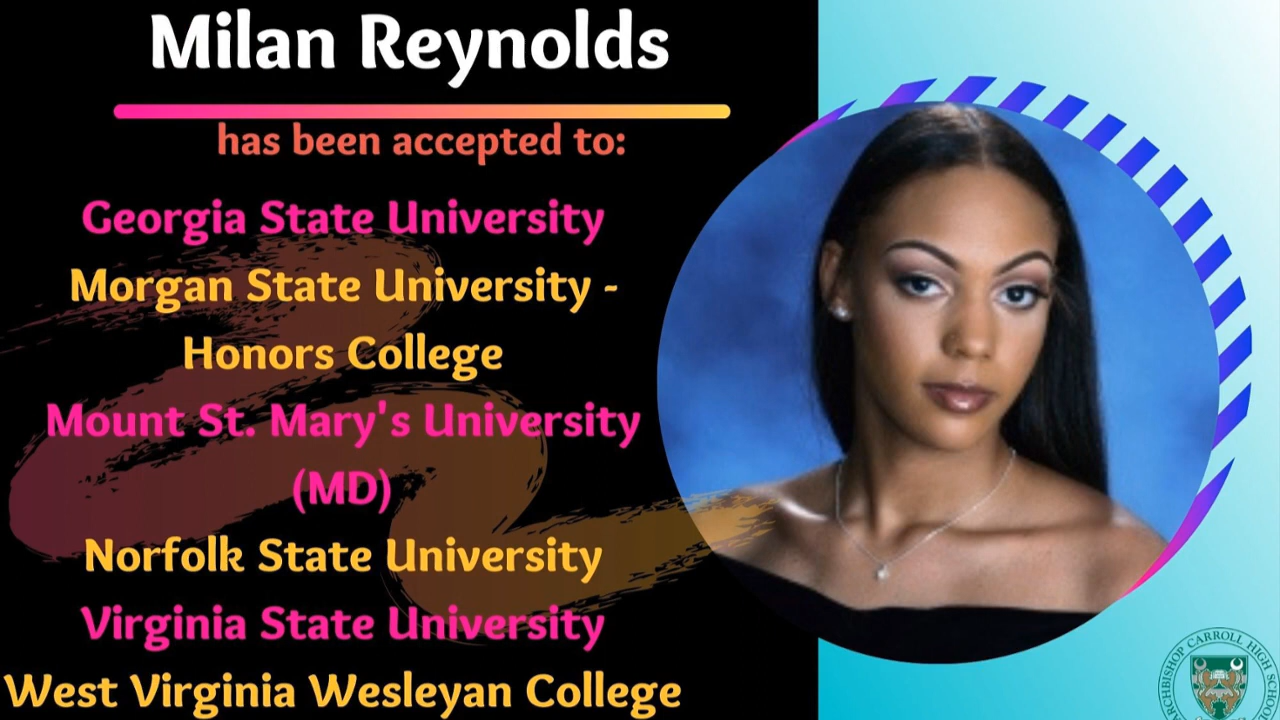 Milan Reynolds
has been accepted to:
Georgia State University
Morgan State University -
Honors College
Mount St. Mary's University
(MD)
Norfolk State University
Virginia State University
West Virginia Wesleyan College
ARCHBISHOP CARROLL HIGH SCHOOL